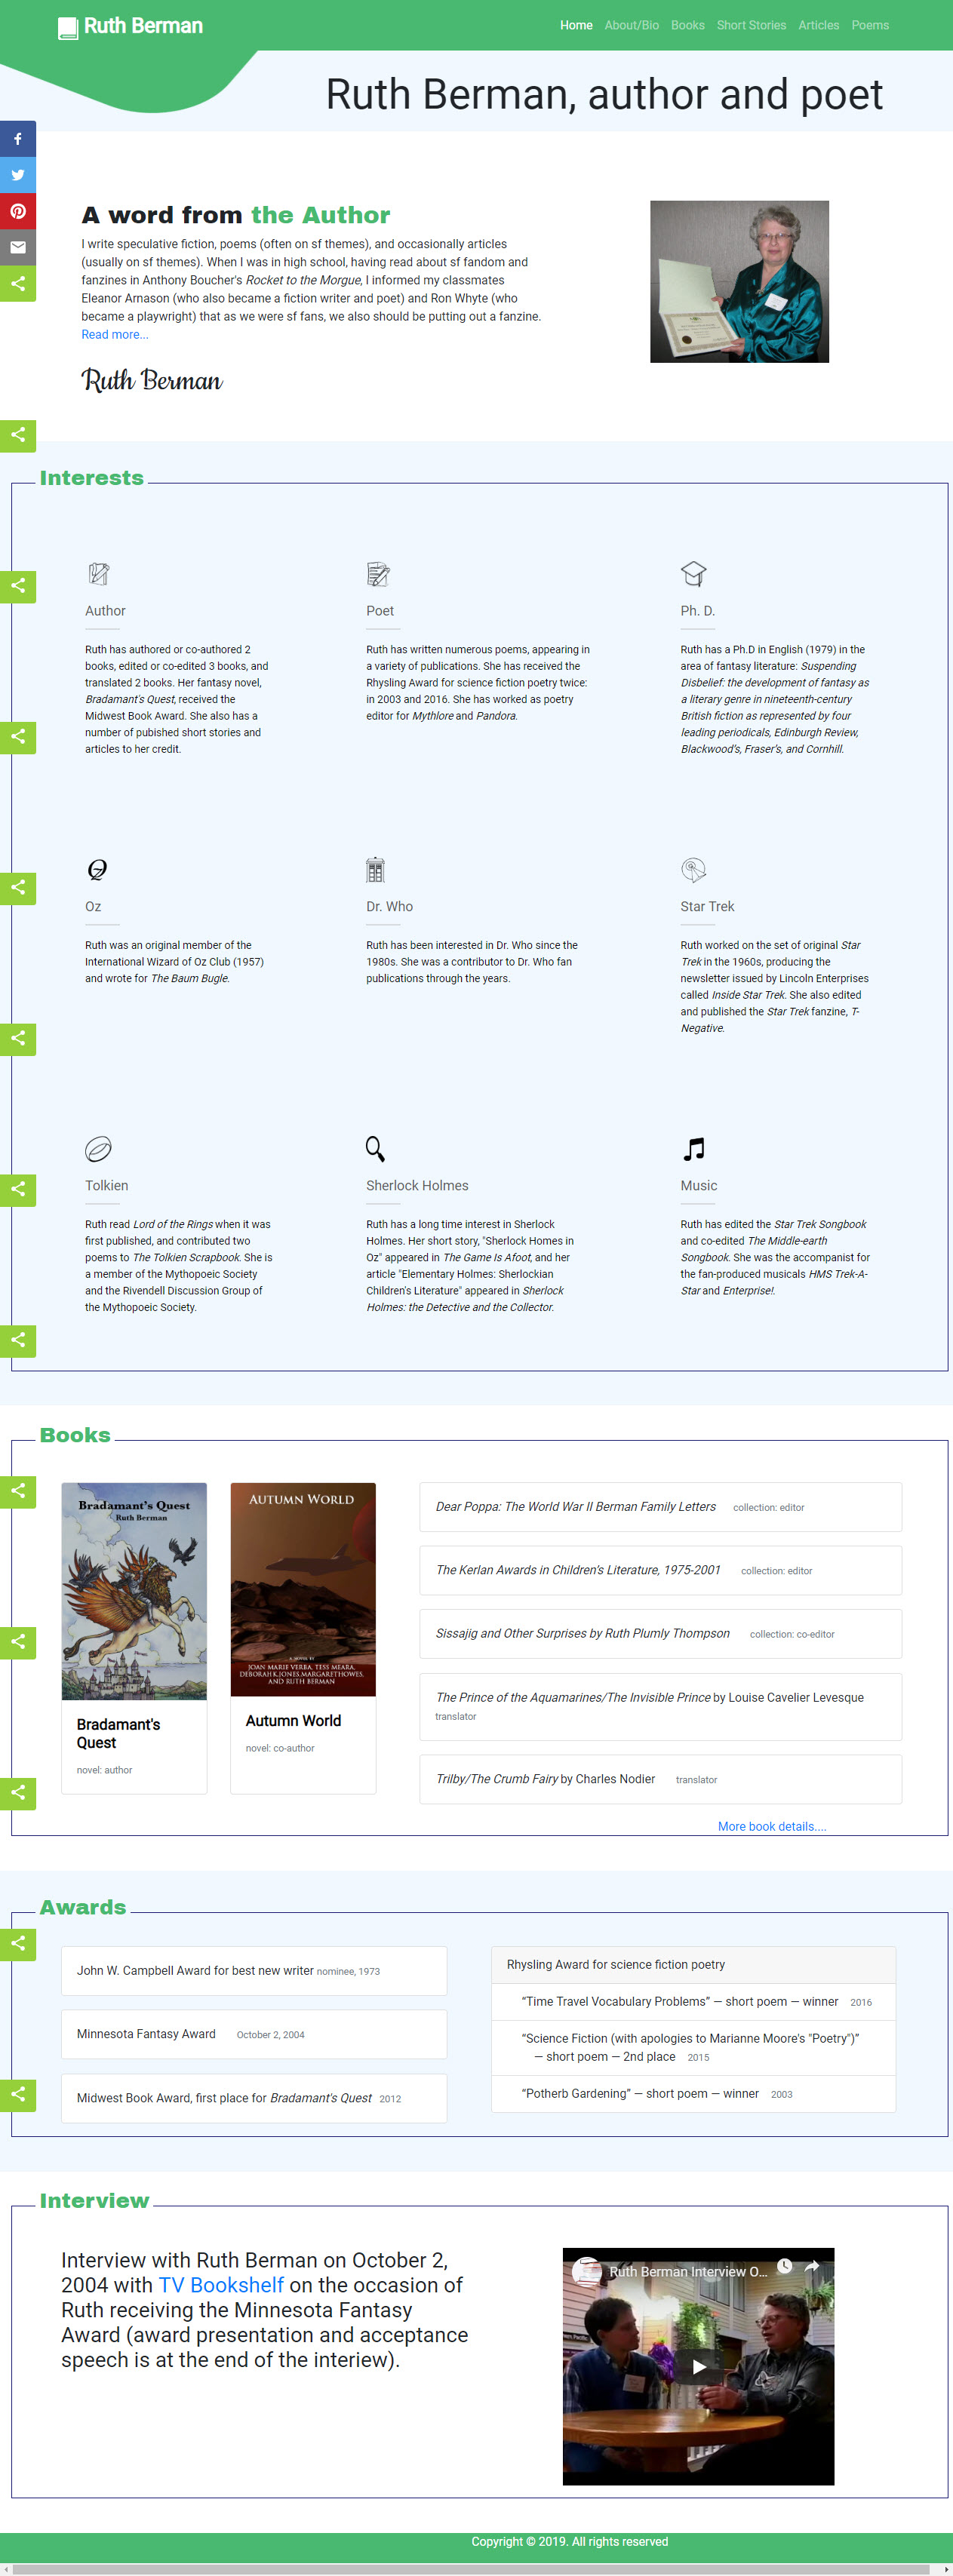 Ruth Berman
Home About/Bio Books Short Stories Articles Poems
Ruth Berman, author and poet
A word from the Author
I write speculative fiction, poems (often on sf themes), and occasionally articles
(usually on sf themes). When I was in high school, having read about sf fandom and
fanzines in Anthony Boucher's Rocket to the Morgue, I informed my classmates
Eleanor Arnason (who also became a fiction writer and poet) and Ron Whyte (who
became a playwright) that as we were sf fans, we also should be putting out a fanzine.
Read more...
Ruth Berman
Interests
Author
Ruth has authored or co-authored 2
books, edited or co-edited 3 books, and
translated 2 books. Her fantasy novel,
Bradamant's Quest, received the
Midwest Book Award. She also has a
number of pubished short stories and
articles to her credit.
Poet
Ruth has written numerous poems, appearing in
a variety of publications. She has received the
Rhysling Award for science fiction poetry twice:
in 2003 and 2016. She has worked as poetry
editor for Mythlore and Pandora.
Ph. D.
Ruth has a Ph.D in English (1979) in the
area of fantasy literature: Suspending
Disbelief: the development of fantasy as
a literary genre in nineteenth-century
British fiction as represented by four
leading periodicals, Edinburgh Review,
Blackwood's, Fraser's, and Cornhill.
Oz
Oz
Ruth was an original member of the
International Wizard of Oz Club (1957)
and wrote for The Baum Bugle.
Dr. Who
Ruth has been interested in Dr. Who since the
1980s. She was a contributor to Dr. Who fan
publications through the years.
Star Trek
Ruth worked on the set of original Star
Trek in the 1960s, producing the
newsletter issued by Lincoln Enterprises
called Inside Star Trek. She also edited
and published the Star Trek fanzine, T-
Negative.
Tolkien
Ruth read Lord of the Rings when it was
first published, and contributed two
poems to The Tolkien Scrapbook. She is
a member of the Mythopoeic Society
and the Rivendell Discussion Group of
the Mythopoeic Society.
Sherlock Holmes
Ruth has a long time interest in Sherlock
Holmes. Her short story, "Sherlock Homes in
Oz" appeared in The Game Is Afoot, and her
article "Elementary Holmes: Sherlockian
Children's Literature" appeared in Sherlock
Holmes: the Detective and the Collector.
Music
Ruth has edited the Star Trek Songbook
and co-edited The Middle-earth
Songbook. She was the accompanist for
the fan-produced musicals HMS Trek-A-
Star and Enterprise!.
Books
Bradamant's Quest
Ruth Berman
Bradamant's
Quest
novel: author
AUTUMN WORLD
A NOVEL BY
JOAN MARIE VERBA, TESS MEARA,
DEBORAH K. JONES, MARGARET HOWES,
AND RUTH BERMAN
Autumn World
novel: co-author
Dear Poppa: The World War II Berman Family Letters collection: editor
The Kerlan Awards in Children's Literature, 1975-2001 collection: editor
Sissajig and Other Surprises by Ruth Plumly Thompson collection: co-editor
The Prince of the Aquamarines/The Invisible Prince by Louise Cavelier Levesque
translator
Trilby/The Crumb Fairy by Charles Nodier translator
More book details....
Awards
John W. Campbell Award for best new writer nominee, 1973
Minnesota Fantasy Award October 2, 2004
Midwest Book Award, first place for Bradamant's Quest 2012
Rhysling Award for science fiction poetry
“Time Travel Vocabulary Problems” — short poem — winner 2016
“Science Fiction (with apologies to Marianne Moore's "Poetry")”
— short poem — 2nd place 2015
“Potherb Gardening” — short poem — winner 2003
Interview
Interview with Ruth Berman on October 2,
2004 with TV Bookshelf on the occasion of
Ruth receiving the Minnesota Fantasy
Award (award presentation and acceptance
speech is at the end of the interiew).
Ruth Berman Interview O...
Copyright © 2019. All rights reserved